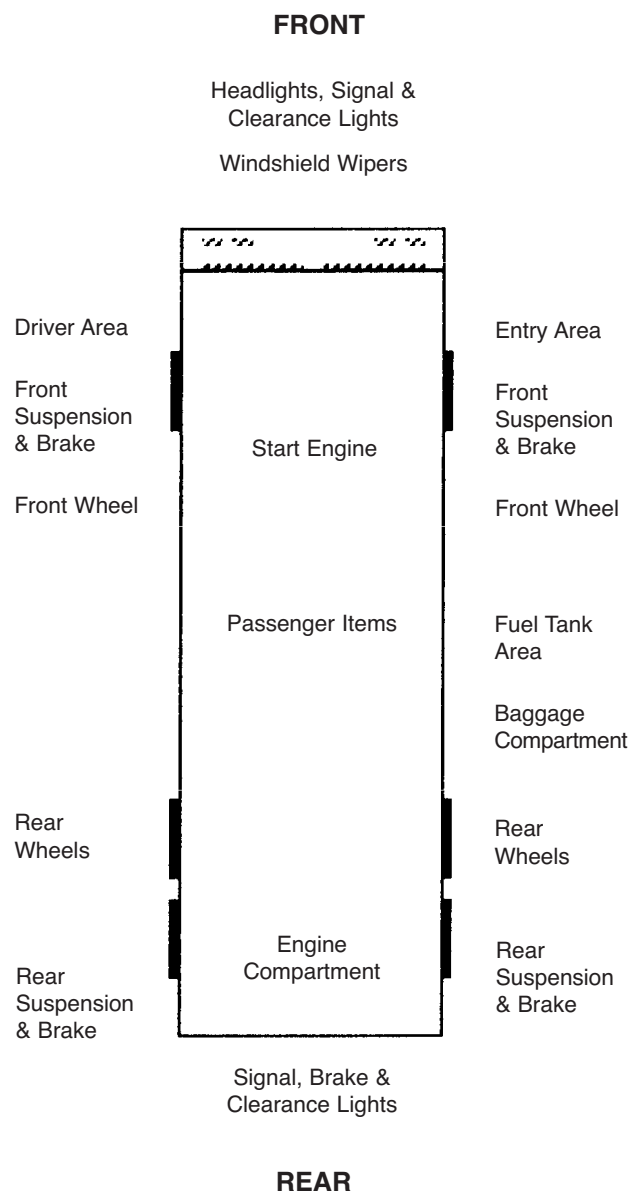 FRONT
Headlights, Signal &
Clearance Lights
Windshield Wipers
Driver Area
Entry Area
Front
Suspension
& Brake
Front
Suspension
& Brake
Start Engine
Front Wheel
Front Wheel
Passenger Items
Fuel Tank
Area
Baggage
Compartment
Rear
Wheels
Rear
Wheels
Engine
Compartment
Rear
Suspension
& Brake
Rear
Suspension
& Brake
Signal, Brake &
Clearance Lights
REAR